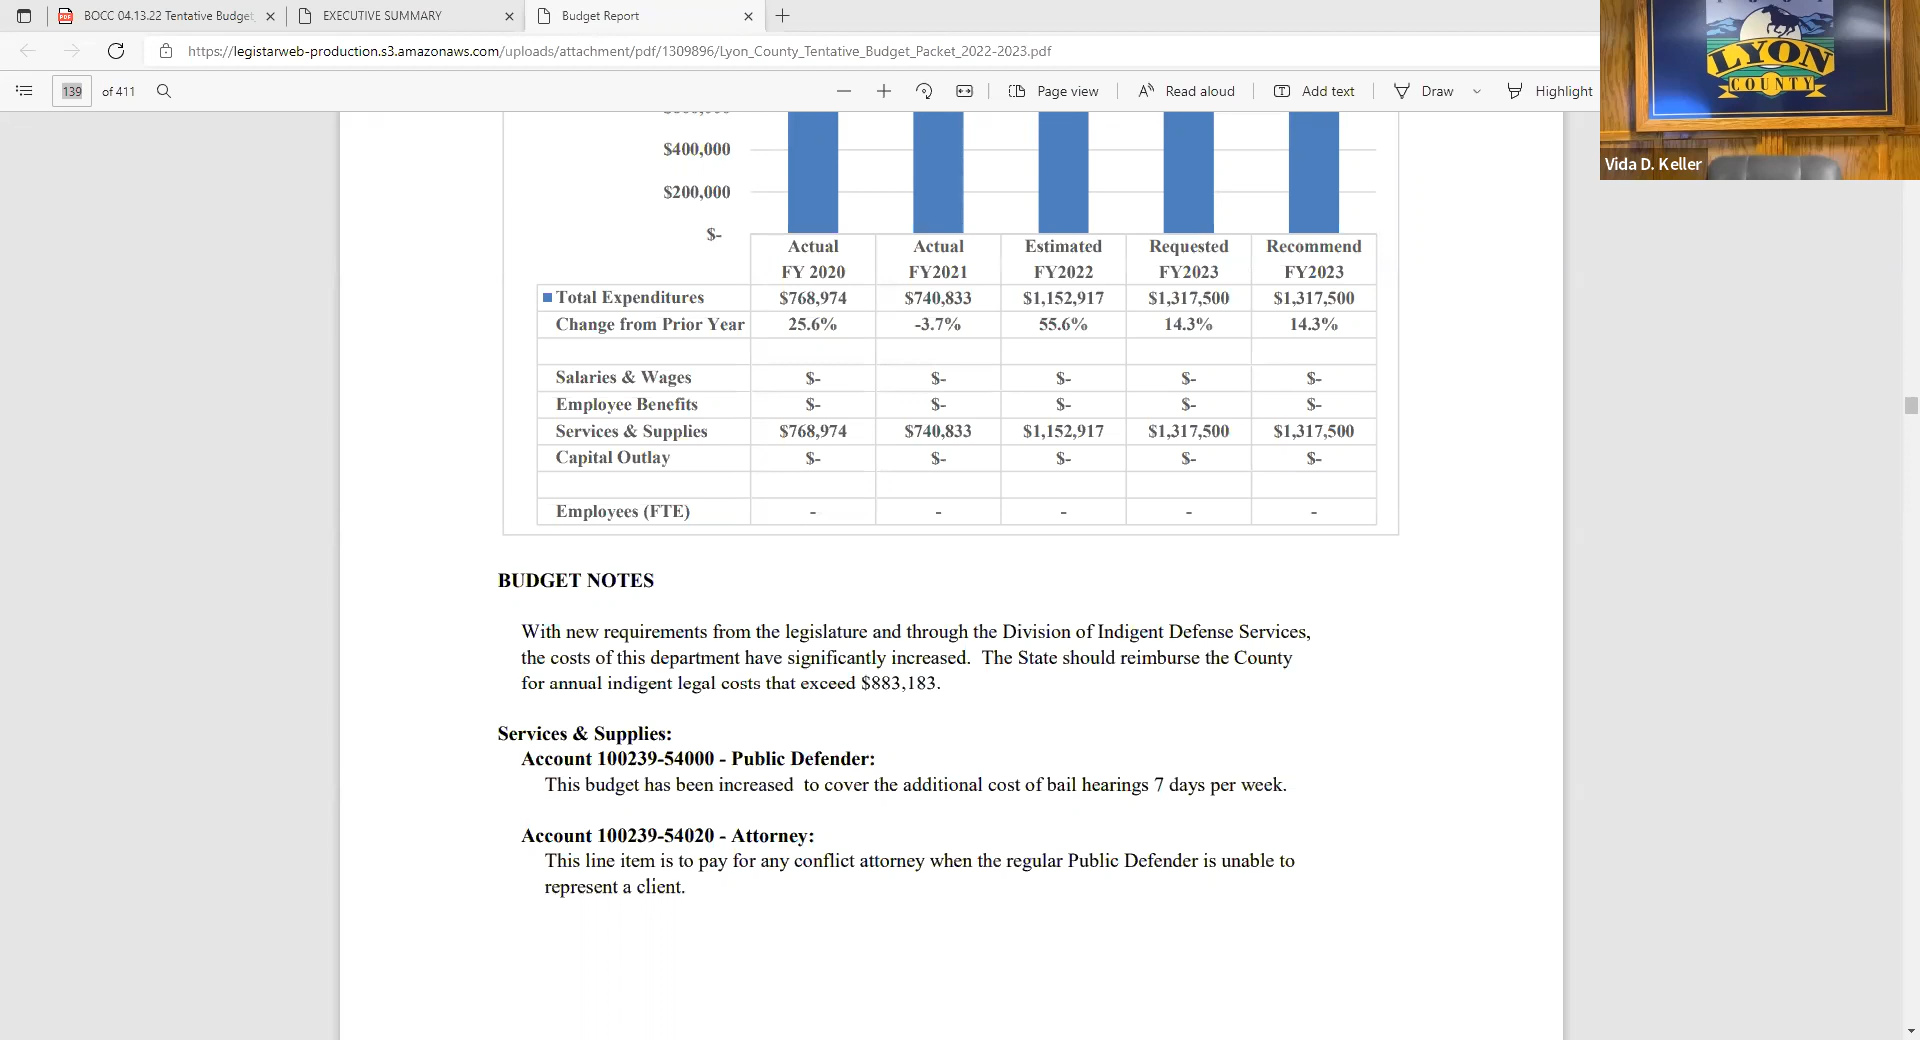 BOCC 04.13.22 Tentative Budget
EXECUTIVE SUMMARY
Budget Report
https://legistarweb-production.s3.amazonaws.com/uploads/attachment/pdf/1309896/Lyon_County_Tentative_Budget_Packet_2022-2023.pdf
139 of 411
Page view
Read aloud
Add text
Draw
Highlight
LYON
COUNTY
Vida D. Keller
$400,000
$200,000
$-
Actual Actual Estimated Requested Recommend
FY 2020 FY2021 FY2022 FY2023 FY2023
Total Expenditures $768,974 $740,833 $1,152,917 $1,317,500 $1,317,500
Change from Prior Year 25.6% -3.7% 55.6% 14.3% 14.3%
Salaries & Wages $- $- $- $- $-
Employee Benefits $- $- $- $- $-
Services & Supplies $768,974 $740,833 $1,152,917 $1,317,500 $1,317,500
Capital Outlay $- $- $- $- $-
Employees (FTE) - - - - -
BUDGET NOTES
With new requirements from the legislature and through the Division of Indigent Defense Services,
the costs of this department have significantly increased. The State should reimburse the County
for annual indigent legal costs that exceed $883,183.
Services & Supplies:
Account 100239-54000 - Public Defender:
This budget has been increased to cover the additional cost of bail hearings 7 days per week.
Account 100239-54020 - Attorney:
This line item is to pay for any conflict attorney when the regular Public Defender is unable to
represent a client.